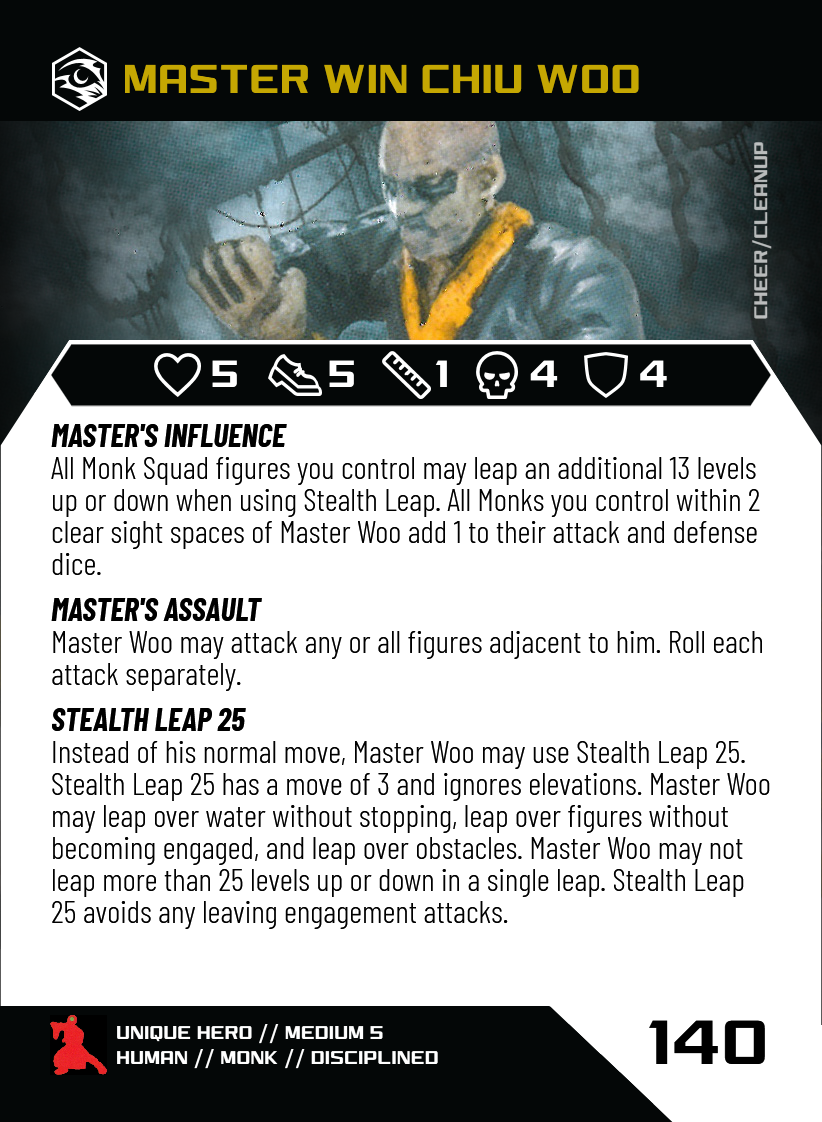 MASTER WIN CHIU WOO
CHEER/CLEANUP
5 5 1 4 4
MASTER'S INFLUENCE
All Monk Squad figures you control may leap an additional 13 levels
up or down when using Stealth Leap. All Monks you control within 2
clear sight spaces of Master Woo add 1 to their attack and defense
dice.
MASTER'S ASSAULT
Master Woo may attack any or all figures adjacent to him. Roll each
attack separately.
STEALTH LEAP 25
Instead of his normal move, Master Woo may use Stealth Leap 25.
Stealth Leap 25 has a move of 3 and ignores elevations. Master Woo
may leap over water without stopping, leap over figures without
becoming engaged, and leap over obstacles. Master Woo may not
leap more than 25 levels up or down in a single leap. Stealth Leap
25 avoids any leaving engagement attacks.
UNIQUE HERO // MEDIUM 5
HUMAN // MONK // DISCIPLINED
140